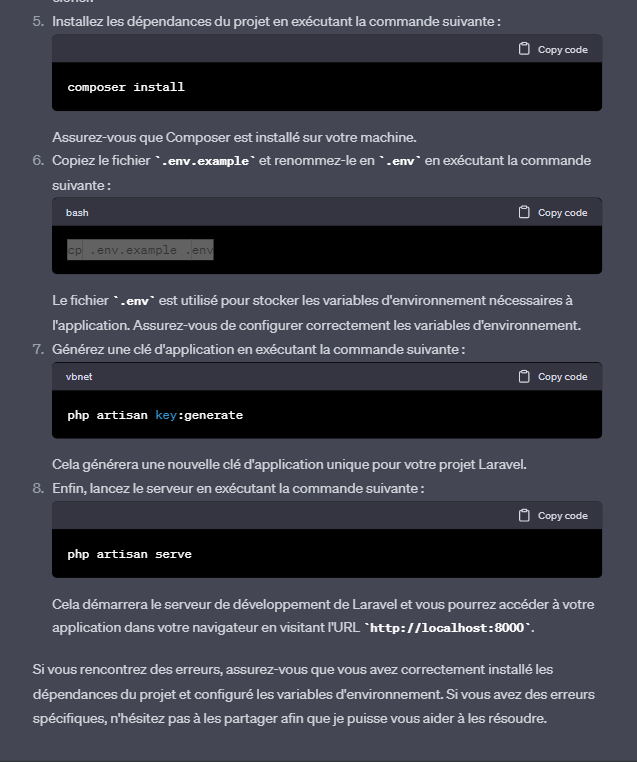 5. Installez les dépendances du projet en exécutant la commande suivante :
Copy code
composer install
Assurez-vous que Composer est installé sur votre machine.
6. Copiez le fichier `.env.example` et renommez-le en `.env` en exécutant la commande
suivante :
bash Copy code
cp .env.example .env
Le fichier `.env` est utilisé pour stocker les variables d'environnement nécessaires à
l'application. Assurez-vous de configurer correctement les variables d'environnement.
7. Générez une clé d'application en exécutant la commande suivante :
vbnet Copy code
php artisan key:generate
Cela générera une nouvelle clé d'application unique pour votre projet Laravel.
8. Enfin, lancez le serveur en exécutant la commande suivante :
Copy code
php artisan serve
Cela démarrera le serveur de développement de Laravel et vous pourrez accéder à votre
application dans votre navigateur en visitant l'URL `http://localhost:8000`.
Si vous rencontrez des erreurs, assurez-vous que vous avez correctement installé les
dépendances du projet et configuré les variables d'environnement. Si vous avez des erreurs
spécifiques, n'hésitez pas à les partager afin que je puisse vous aider à les résoudre.